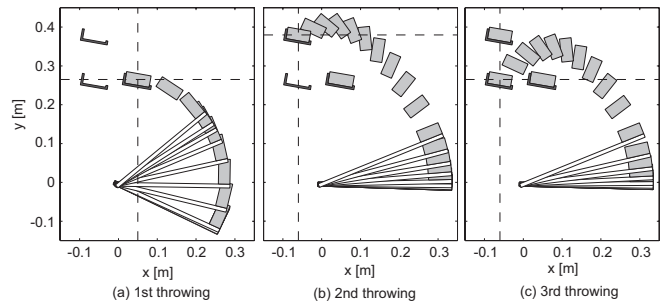 0.4
0.3
0.2
0.1
0
-0.1
y [m]
-0.1 0 0.1 0.2 0.3
x [m]
(a) 1st throwing
-0.1 0 0.1 0.2 0.3
x [m]
(b) 2nd throwing
-0.1 0 0.1 0.2 0.3
x [m]
(c) 3rd throwing